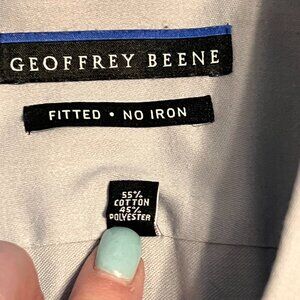 GEOFFREY BEENE
FITTED • NO IRON
55%
COTTON
45%
POLYESTER